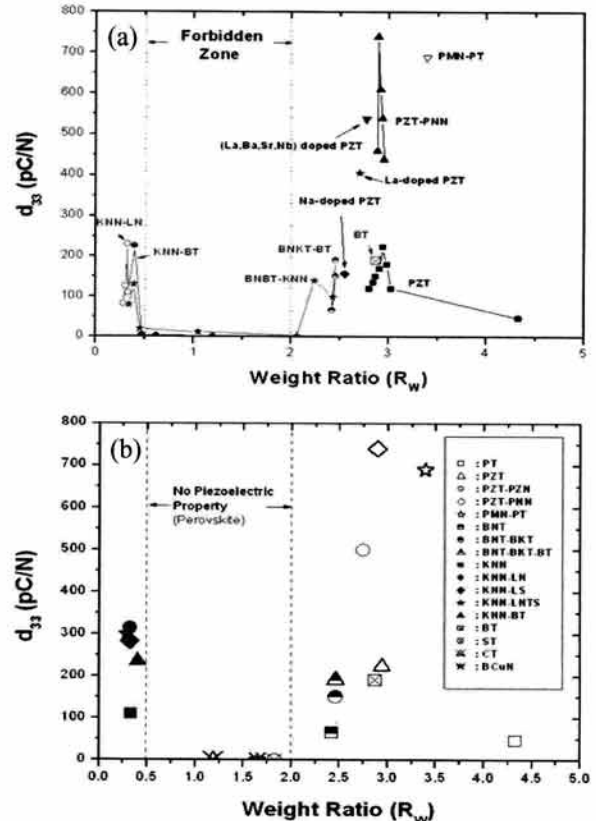 (a)
Forbidden
Zone
PMN-PT
PZT-PNN
(La,Ba,Sr,Nb) doped PZT
La-doped PZT
Na-doped PZT
KNN-LN
KNN-BT
BNKT-BT
BT
BNBT-KNN
PZT
d33 (pC/N)
800
700
600
500
400
300
200
100
0
0 1 2 3 4 5
Weight Ratio (RW)
(b)
No Piezoelectric
Property
(Perovskite)
: PT
: PZT
: PZT-PZN
: PZT-PNN
: PMN-PT
: BNT
: BNT-BKT
: BNT-BKT-BT
: KNN
: KNN-LN
: KNN-LS
: KNN-LNTS
: KNN-BT
: BT
: ST
: CT
: BCuN
d33 (pC/N)
800
700
600
500
400
300
200
100
0
0.0 0.5 1.0 1.5 2.0 2.5 3.0 3.5 4.0 4.5 5.0
Weight Ratio (RW)